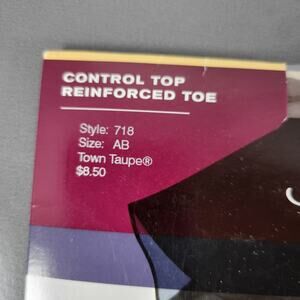 CONTROL TOP
REINFORCED TOE
Style: 718
Size: AB
Town Taupe®
$8.50